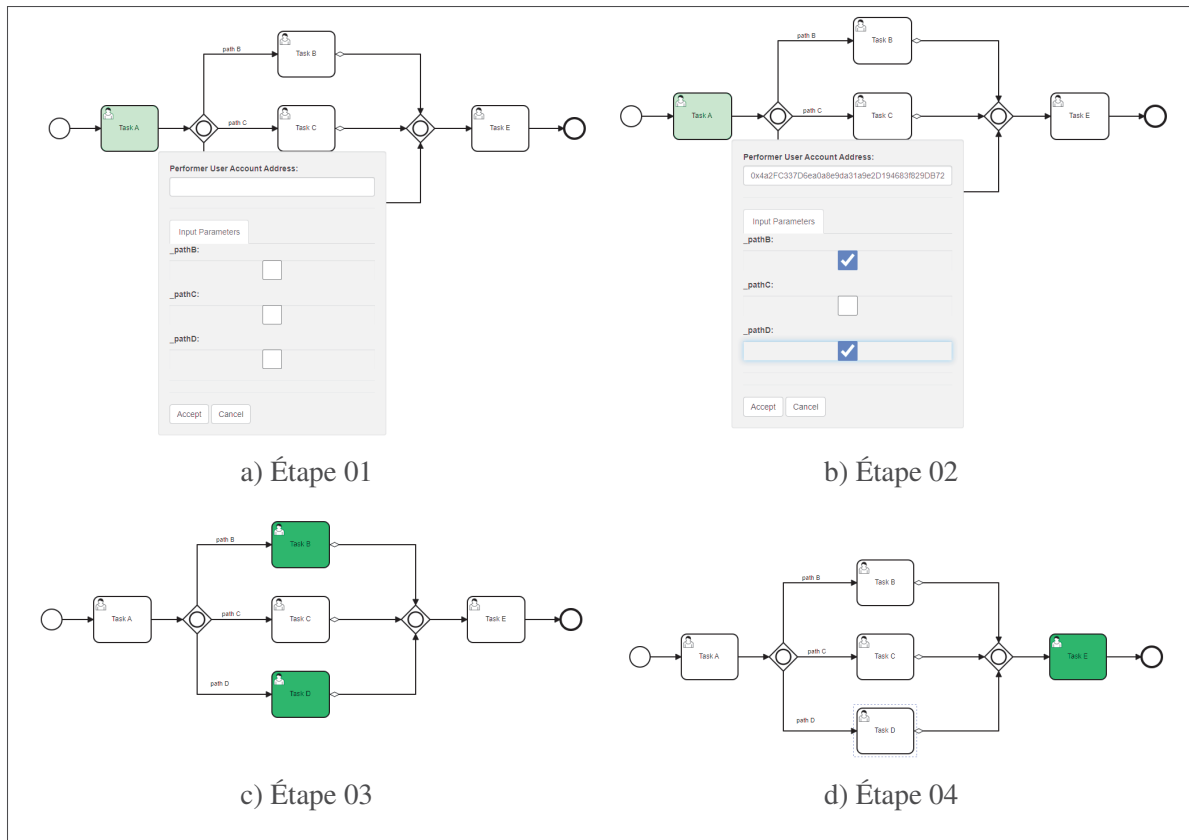 path B
Task B
Task A
path C
Task C
Task E
Performer User Account Address:
Input Parameters
_pathB:
_pathC:
_pathD:
Accept
Cancel
a) Étape 01
path B
Task B
Task A
path C
Task C
Task E
Performer User Account Address:
0x4a2FC337D6ea0a8e9da31a9e2D194683f829DB72
Input Parameters
_pathB:
_pathC:
_pathD:
Accept
Cancel
b) Étape 02
path B
Task B
Task A
path C
Task C
Task E
path D
Task D
c) Étape 03
path B
Task B
Task A
path C
Task C
Task E
path D
Task D
d) Étape 04